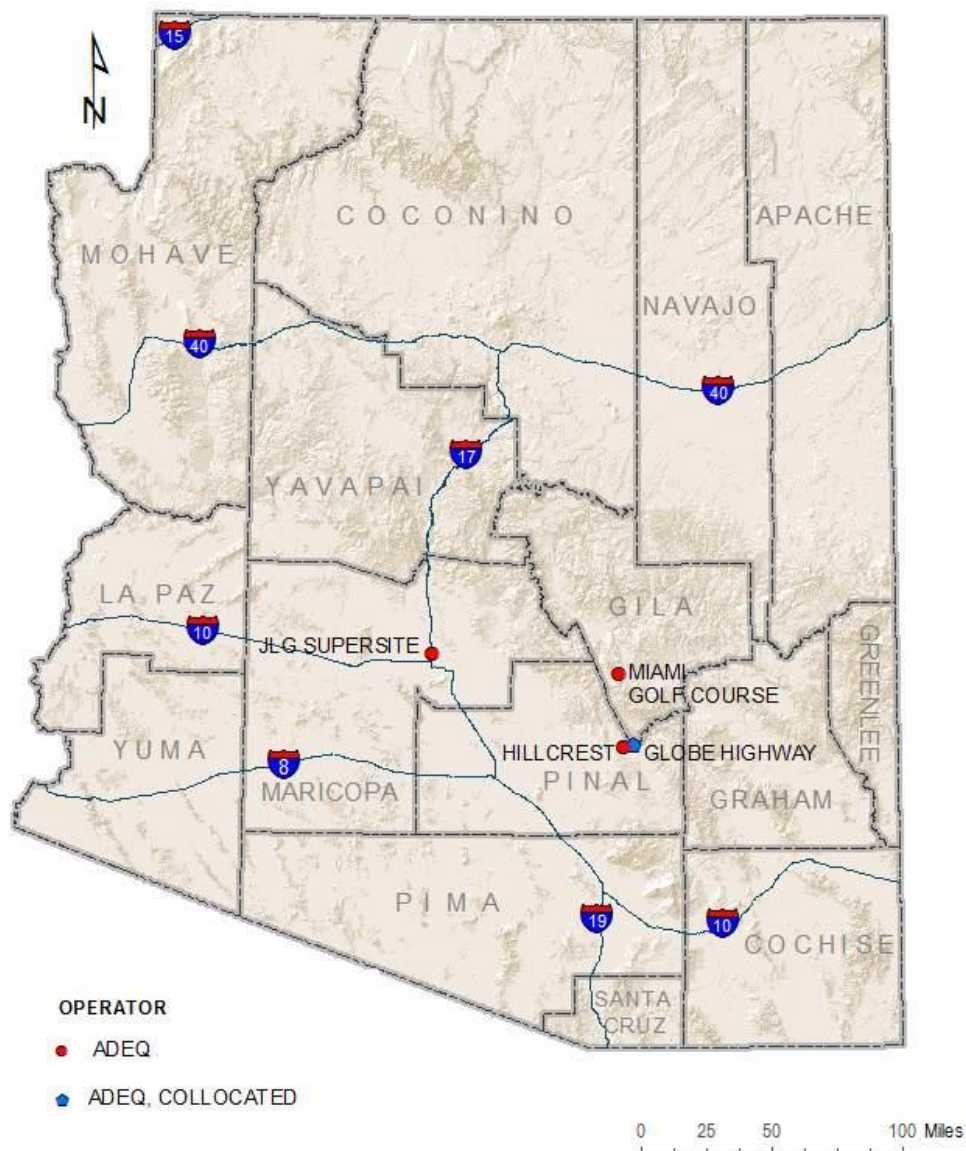 15
N
COCONINO
APACHE
MOHAVE
NAVAJO
40
40
17
YAVAPAI
LA PAZ
GILA
10
JLG SUPERSITE
GREENLEE
MIAMI
GOLF COURSE
YUMA
HILLCREST
GLOBE HIGHWAY
8
PINAL
MARICOPA
GRAHAM
PIMA
19
10
COCHISE
SANTA
CRUZ
OPERATOR
ADEQ
ADEQ, COLLOCATED
0 25 50 100 Miles